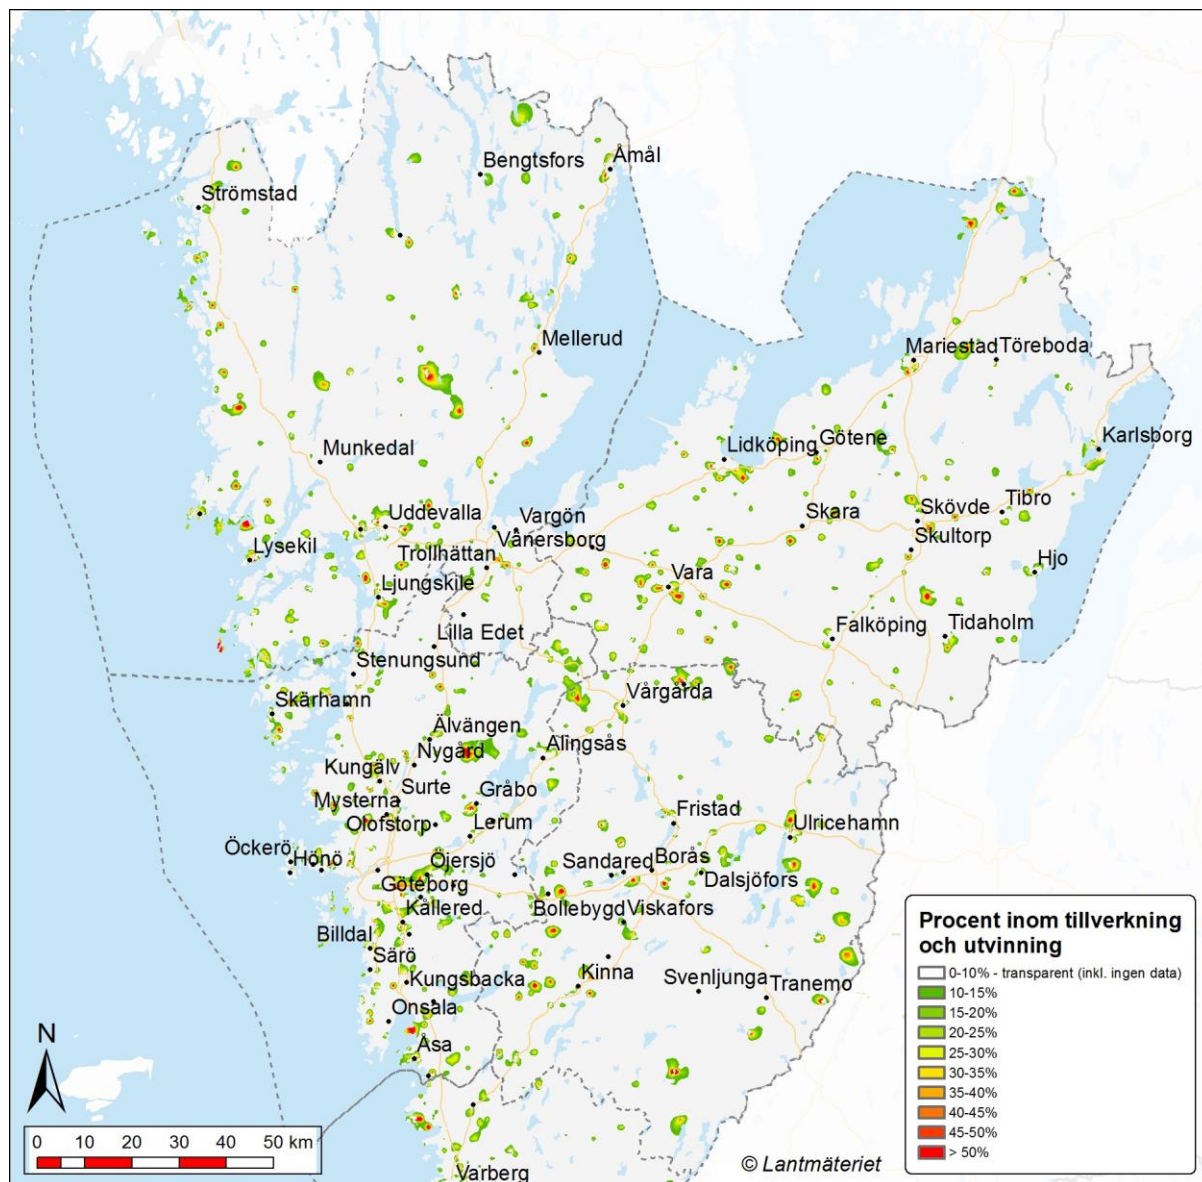 Bengtsfors
Åmål
Strömstad
Mellerud
Mariestad
Töreboda
Karlsborg
Munkedal
Lidköping
Götene
Tibro
Skövde
Skara
Uddevalla
Vargön
Vånersborg
Skultorp
Lysekil
Trollhättan
Hjo
Ljungskile
Vara
Lilla Edet
Falköping
Tidaholm
Stenungsund
Skärhamn
Vårgårda
Älvängen
Nygård
Alingsås
Kungälv
Surte
Gråbo
Mysterna
Olofstorp
Lerum
Fristad
Ulricehamn
Öckerö
Hönö
Öjersjö
Sandared
Borås
Dalsjöfors
Göteborg
Kållered
Bollebygd
Viskafors
Billdal
Särö
Kungsbacka
Kinna
Svenljunga
Tranemo
Onsala
Åsa
Varberg
N
0 10 20 30 40 50 km
© Lantmäteriet
Procent inom tillverkning
och utvinning
0-10% - transparent (inkl. ingen data)
10-15%
15-20%
20-25%
25-30%
30-35%
35-40%
40-45%
45-50%
> 50%